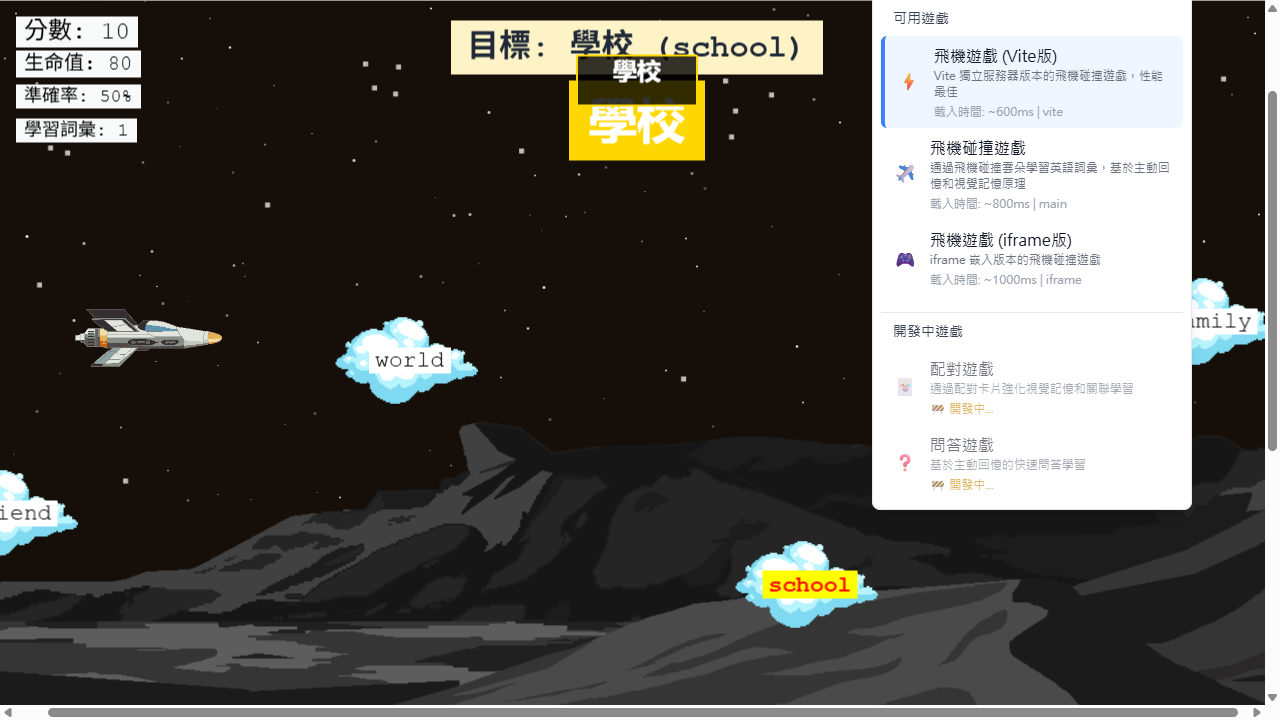 分數: 10
生命值: 80
準確率: 50%
學習詞彙: 1
目標: 學校 (school)
學校
學校
world
iend
school
amily
可用遊戲
飛機遊戲 (Vite版)
Vite 獨立服務器版本的飛機碰撞遊戲，性能
最佳
載入時間: ~600ms | vite
飛機碰撞遊戲
通過飛機碰撞雲朵學習英語詞彙，基於主動回
憶和視覺記憶原理
載入時間: ~800ms | main
飛機遊戲 (iframe版)
iframe 嵌入版本的飛機碰撞遊戲
載入時間: ~1000ms | iframe
開發中遊戲
配對遊戲
通過配對卡片強化視覺記憶和關聯學習
🚧 開發中...
問答遊戲
基於主動回憶的快速問答學習
🚧 開發中...